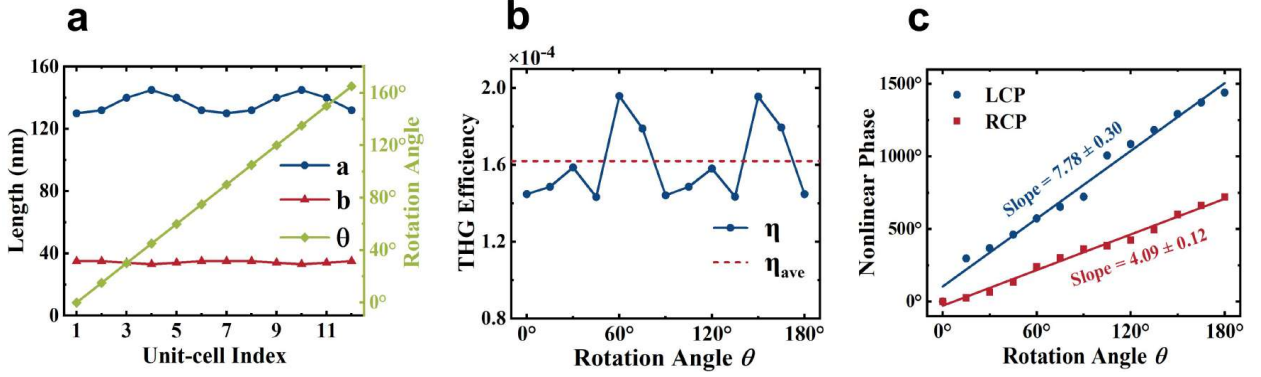 a
160
120
80
40
0
Length (nm)
1
3
5
7
9
11
Unit-cell Index
a
b
θ
160°
120°
80°
40°
0°
Rotation Angle
b
×10⁻⁴
2.0
1.6
1.2
0.8
THG Efficiency
η
ηave
0°
60°
120°
180°
Rotation Angle θ
c
1500°
1000°
500°
0°
Nonlinear Phase
LCP
RCP
Slope = 7.78 ± 0.30
Slope = 4.09 ± 0.12
0°
60°
120°
180°
Rotation Angle θ